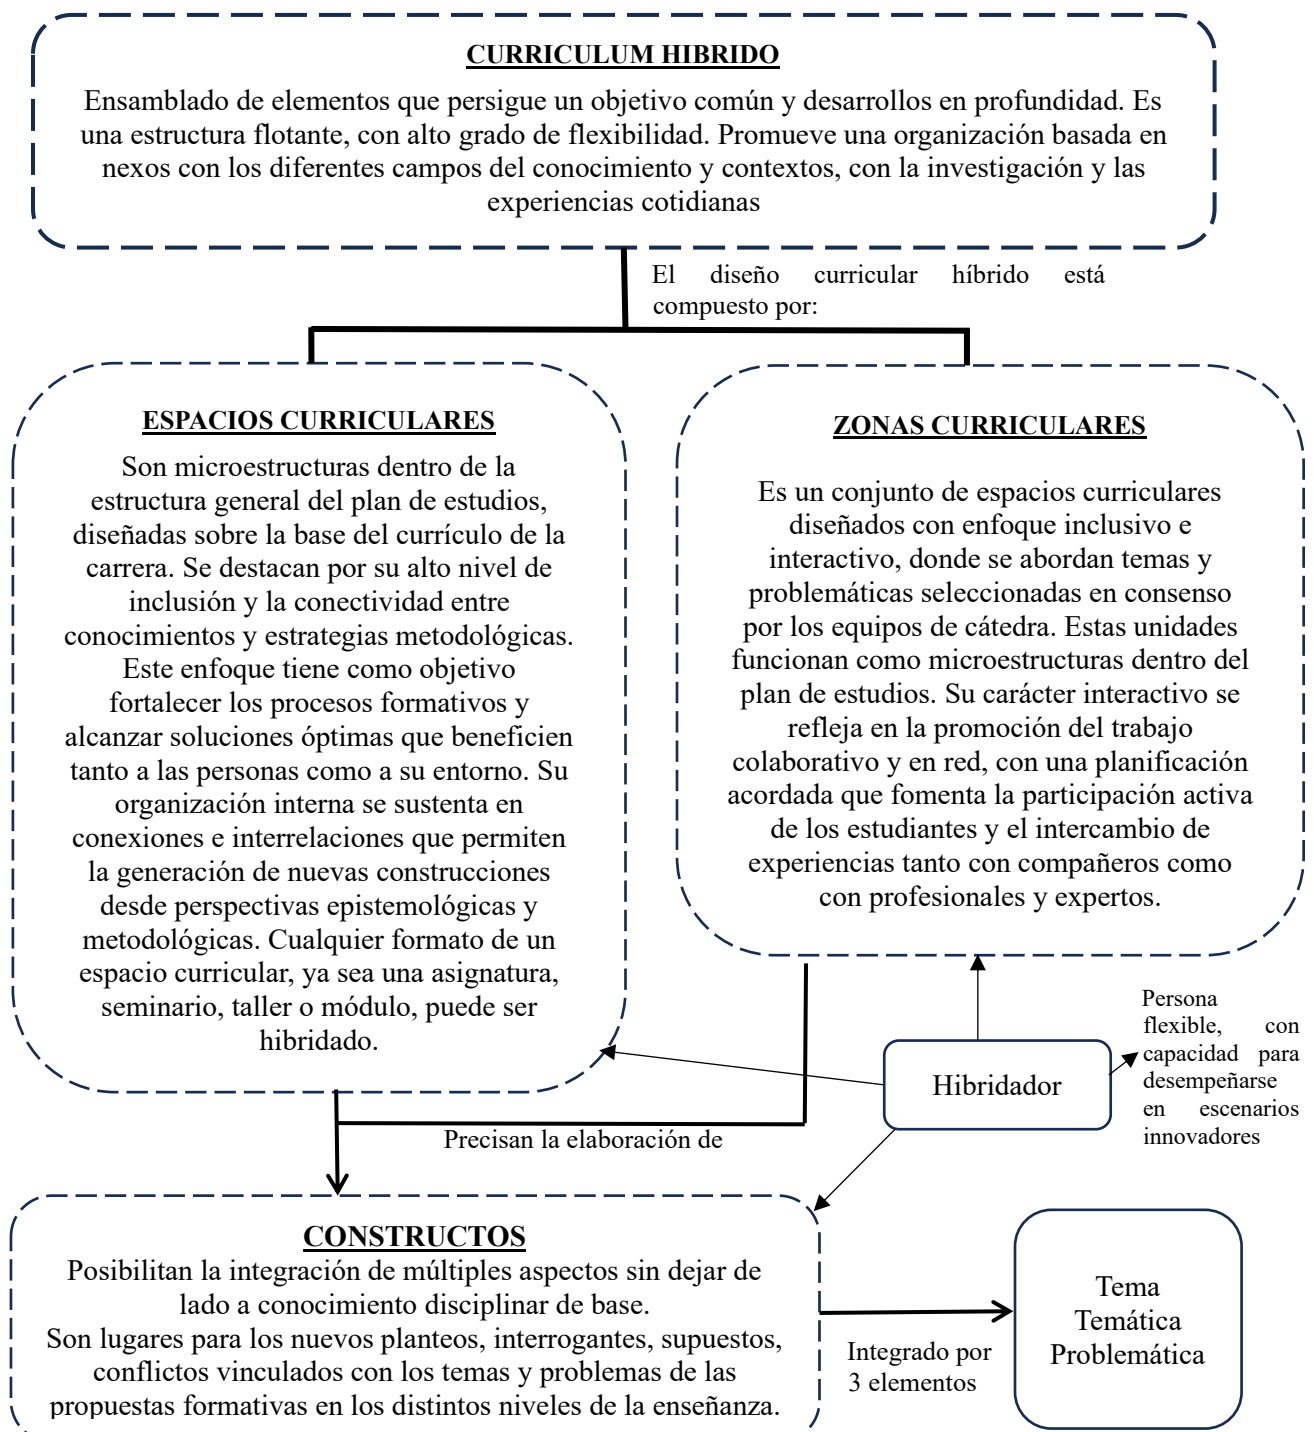 CURRICULUM HIBRIDO
Ensamblado de elementos que persigue un objetivo común y desarrollos en profundidad. Es
una estructura flotante, con alto grado de flexibilidad. Promueve una organización basada en
nexos con los diferentes campos del conocimiento y contextos, con la investigación y las
experiencias cotidianas
El diseño curricular híbrido está
compuesto por:
ESPACIOS CURRICULARES
Son microestructuras dentro de la
estructura general del plan de estudios,
diseñadas sobre la base del currículo de la
carrera. Se destacan por su alto nivel de
inclusión y la conectividad entre
conocimientos y estrategias metodológicas.
Este enfoque tiene como objetivo
fortalecer los procesos formativos y
alcanzar soluciones óptimas que beneficien
tanto a las personas como a su entorno. Su
organización interna se sustenta en
conexiones e interrelaciones que permiten
la generación de nuevas construcciones
desde perspectivas epistemológicas y
metodológicas. Cualquier formato de un
espacio curricular, ya sea una asignatura,
seminario, taller o módulo, puede ser
hibridado.
ZONAS CURRICULARES
Es un conjunto de espacios curriculares
diseñados con enfoque inclusivo e
interactivo, donde se abordan temas y
problemáticas seleccionadas en consenso
por los equipos de cátedra. Estas unidades
funcionan como microestructuras dentro del
plan de estudios. Su carácter interactivo se
refleja en la promoción del trabajo
colaborativo y en red, con una planificación
acordada que fomenta la participación activa
de los estudiantes y el intercambio de
experiencias tanto con compañeros como
con profesionales y expertos.
Hibridador
Persona
flexible, con
capacidad para
desempeñarse
en escenarios
innovadores
Precisan la elaboración de
CONSTRUCTOS
Posibilitan la integración de múltiples aspectos sin dejar de
lado a conocimiento disciplinar de base.
Son lugares para los nuevos planteos, interrogantes, supuestos,
conflictos vinculados con los temas y problemas de las
propuestas formativas en los distintos niveles de la enseñanza.
Integrado por
3 elementos
Tema
Temática
Problemática